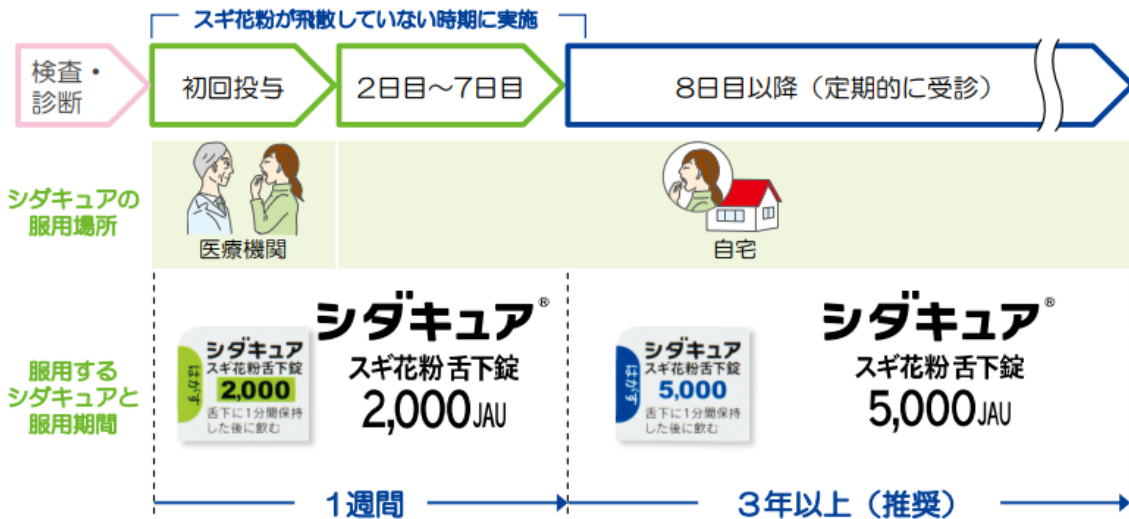 スギ花粉が飛散していない時期に実施
検査・
診断
初回投与
2日目～7日目
8日目以降（定期的に受診）
シダキュアの
服用場所
医療機関
自宅
服用する
シダキュアと
服用期間
はがす
シダキュア
スギ花粉舌下錠
2,000
舌下に1分間保持
した後に飲む
シダキュア®
スギ花粉 舌下錠
2,000JAU
はがす
シダキュア
スギ花粉舌下錠
5,000
舌下に1分間保持
した後に飲む
シダキュア®
スギ花粉 舌下錠
5,000JAU
1週間
3年以上（推奨）